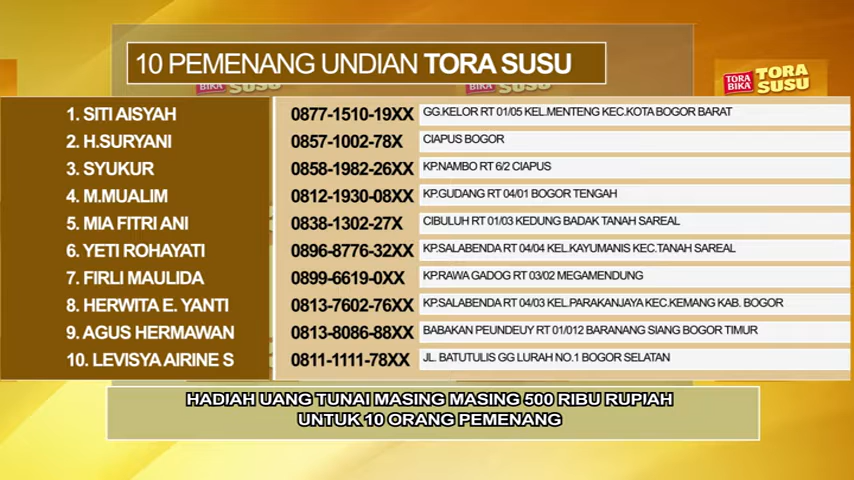 10 PEMENANG UNDIAN TORA SUSU
TORA BIKA TORA SUSU
1. SITI AISYAH 0877-1510-19XX GG.KELOR RT 01/05 KEL.MENTENG KEC.KOTA BOGOR BARAT
2. H.SURYANI 0857-1002-78X CIAPUS BOGOR
3. SYUKUR 0858-1982-26XX KP.NAMBO RT 6/2 CIAPUS
4. M.MUALIM 0812-1930-08XX KP.GUDANG RT 04/01 BOGOR TENGAH
5. MIA FITRI ANI 0838-1302-27X CIBULUH RT 01/03 KEDUNG BADAK TANAH SAREAL
6. YETI ROHAYATI 0896-8776-32XX KP.SALABENDA RT 04/04 KEL.KAYUMANIS KEC.TANAH SAREAL
7. FIRLI MAULIDA 0899-6619-0XX KP.RAWA GADOG RT 03/02 MEGAMENDUNG
8. HERWITA E. YANTI 0813-7602-76XX KP.SALABENDA RT 04/03 KEL.PARAKANJAYA KEC.KEMANG KAB. BOGOR
9. AGUS HERMAWAN 0813-8086-88XX BABAKAN PEUNDEUY RT 01/012 BARANANG SIANG BOGOR TIMUR
10. LEVISYA AIRINE S 0811-1111-78XX JL. BATUTULIS GG LURAH NO.1 BOGOR SELATAN
HADIAH UANG TUNAI MASING MASING 500 RIBU RUPIAH
UNTUK 10 ORANG PEMENANG